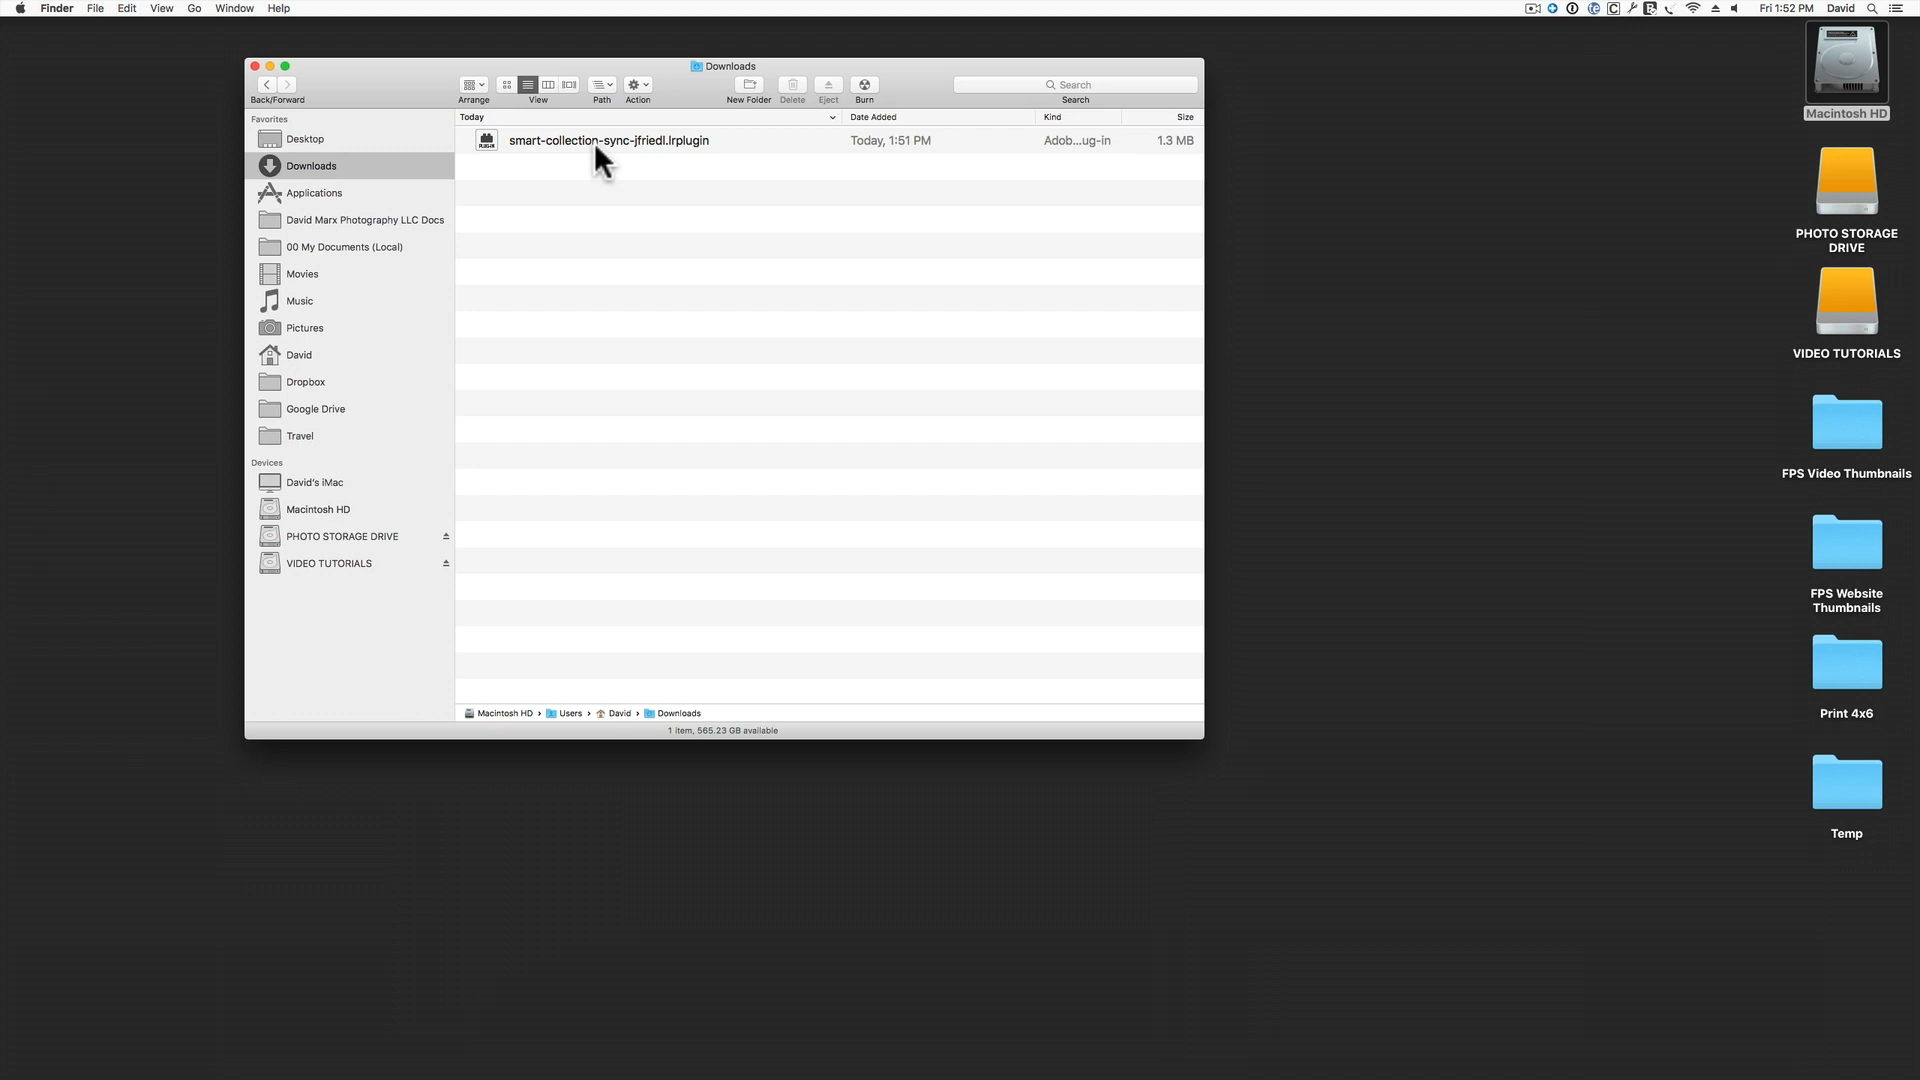 Finder File Edit View Go Window Help
Fri 1:52 PM David
Downloads
Search
Back/Forward Arrange View Path Action New Folder Delete Eject Burn Search
Favorites
Desktop
Downloads
Applications
David Marx Photography LLC Docs
00 My Documents (Local)
Movies
Music
Pictures
David
Dropbox
Google Drive
Travel
Devices
David's iMac
Macintosh HD
PHOTO STORAGE DRIVE
VIDEO TUTORIALS
Today Date Added Kind Size
smart-collection-sync-jfriedl.lrplugin Today, 1:51 PM Adob...ug-in 1.3 MB
Macintosh HD › Users › David › Downloads
1 item, 565.23 GB available
Macintosh HD
PHOTO STORAGE
DRIVE
VIDEO TUTORIALS
FPS Video Thumbnails
FPS Website
Thumbnails
Print 4x6
Temp